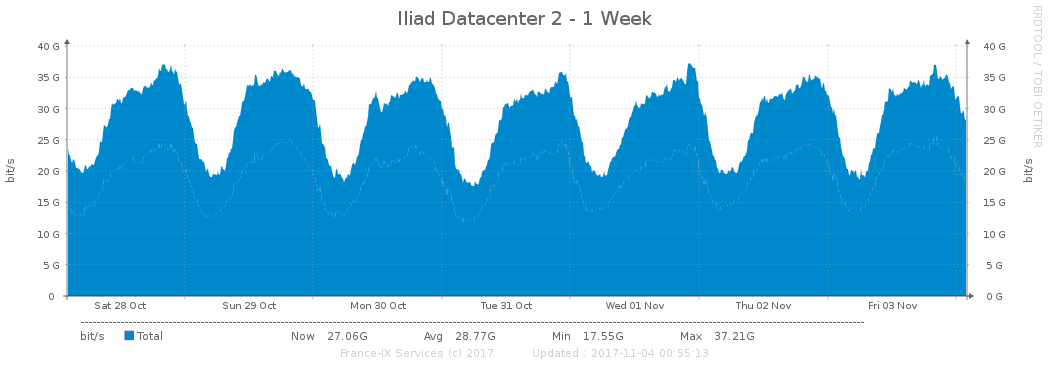 Iliad Datacenter 2 - 1 Week
RRDTOOL / TOBI OETIKER
40 G 40 G
35 G 35 G
30 G 30 G
25 G 25 G
20 G 20 G
15 G 15 G
10 G 10 G
5 G 5 G
0 0 G
bit/s bit/s
Sat 28 Oct Sun 29 Oct Mon 30 Oct Tue 31 Oct Wed 01 Nov Thu 02 Nov Fri 03 Nov
bit/s Total Now 27.06G Avg 28.77G Min 17.55G Max 37.21G
France-IX Services (c) 2017 Updated : 2017-11-04 00:55:13